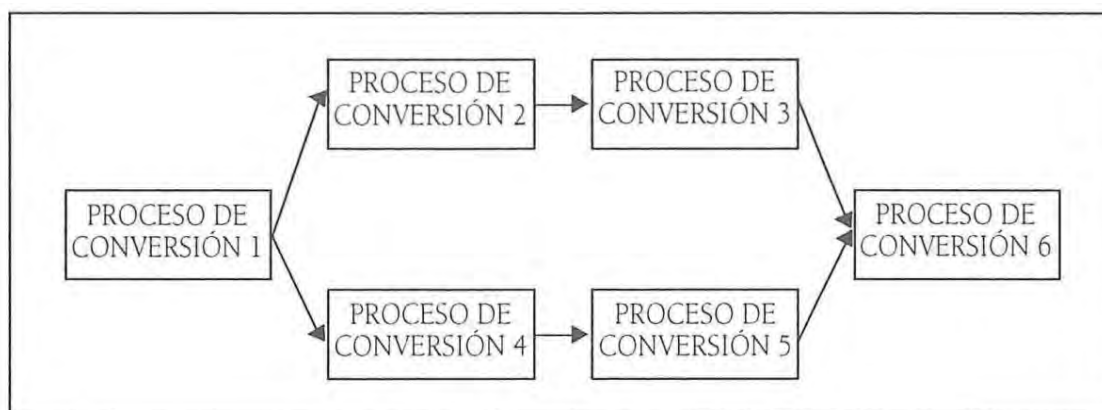 PROCESO DE
CONVERSIÓN 1
PROCESO DE
CONVERSIÓN 2
PROCESO DE
CONVERSIÓN 3
PROCESO DE
CONVERSIÓN 4
PROCESO DE
CONVERSIÓN 5
PROCESO DE
CONVERSIÓN 6